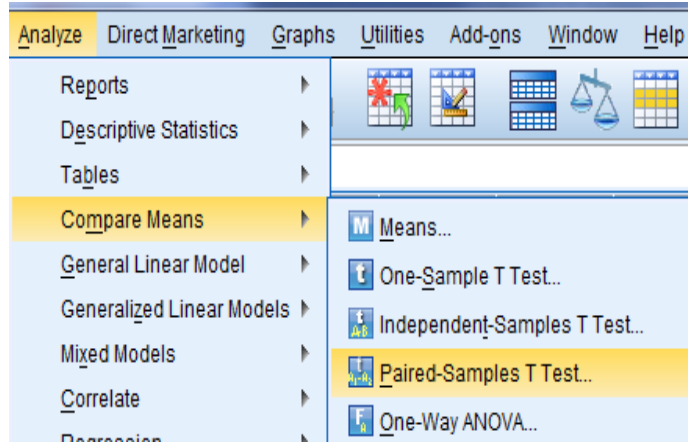 Analyze Direct Marketing Graphs Utilities Add-ons Window Help
Reports
Descriptive Statistics
Tables
Compare Means
General Linear Model
Generalized Linear Models
Mixed Models
Correlate
Regression
Means...
One-Sample T Test...
Independent-Samples T Test...
Paired-Samples T Test...
One-Way ANOVA...